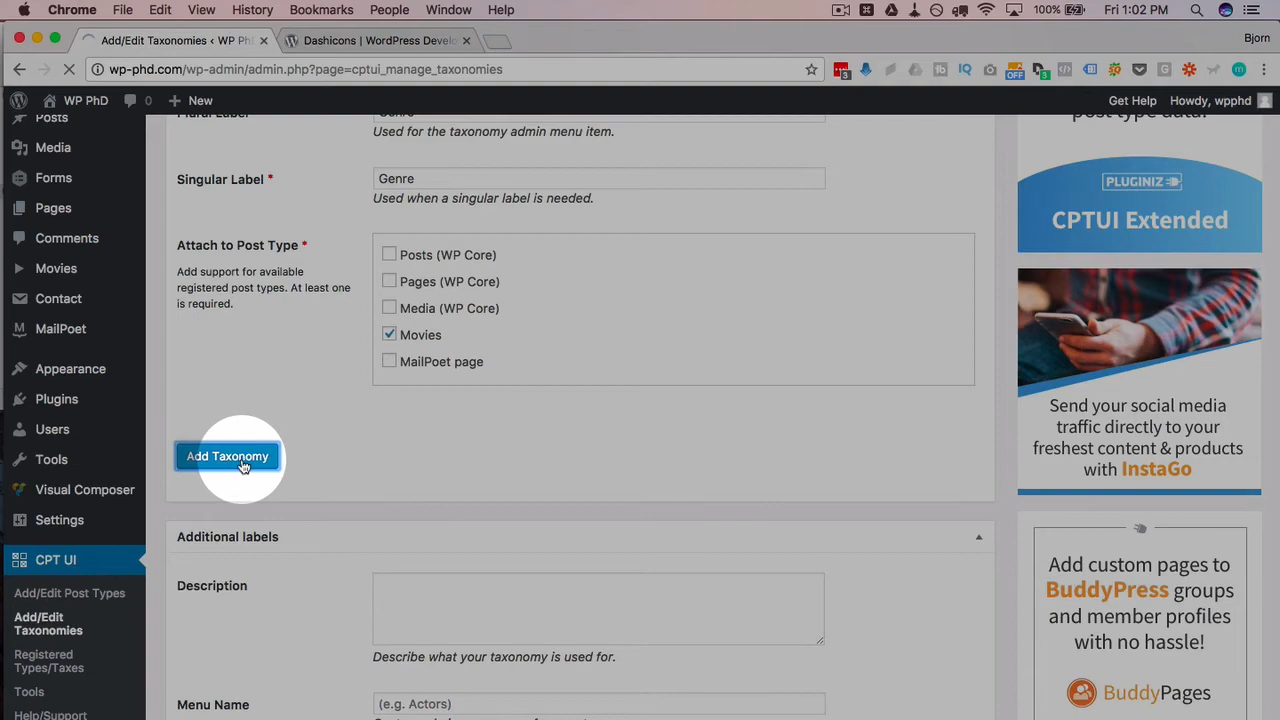 Chrome File Edit View History Bookmarks People Window Help 100% Fri 1:02 PM
Add/Edit Taxonomies ‹ WP PhD Dashicons | WordPress Develo Bjorn
wp-phd.com/wp-admin/admin.php?page=cptui_manage_taxonomies OFF 3 3
WP PhD 0 New Get Help Howdy, wpphd
Posts
Media
Forms
Pages
Comments
Movies
Contact
MailPoet
Appearance
Plugins
Users
Tools
Visual Composer
Settings
CPT UI
Add/Edit Post Types
Add/Edit
Taxonomies
Registered
Types/Taxes
Tools
Help/Support
Plural Label
Genre
Used for the taxonomy admin menu item.
Singular Label *
Genre
Used when a singular label is needed.
Attach to Post Type *
Add support for available
registered post types. At least one
is required.
Posts (WP Core)
Pages (WP Core)
Media (WP Core)
Movies
MailPoet page
Add Taxonomy
Additional labels
Description
Describe what your taxonomy is used for.
Menu Name
(e.g. Actors)
post type data!
PLUGINIZ
CPTUI Extended
Send your social media
traffic directly to your
freshest content & products
with InstaGo
Add custom pages to
BuddyPress groups
and member profiles
with no hassle!
BuddyPages